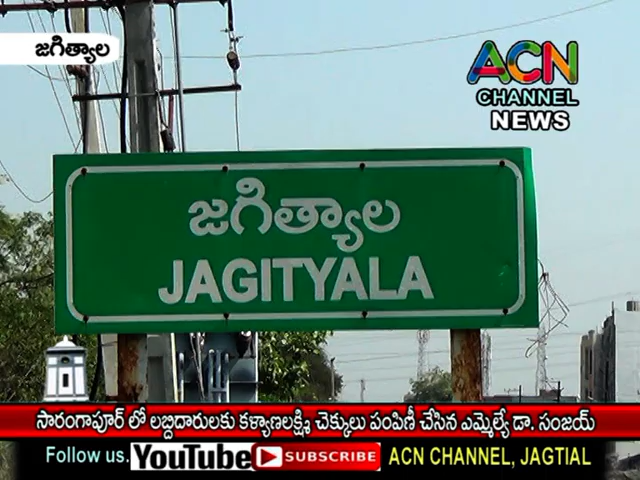 జగిత్యాల
ACN
CHANNEL
NEWS
జగిత్యాల
JAGITYALA
సారంగాపూర్ లో లబ్దిదారులకు కళ్యాణలక్ష్మి చెక్కులు పంపిణీ చేసిన ఎమ్మెల్యే డా. సంజయ్
Follow us. YouTube SUBSCRIBE ACN CHANNEL, JAGTIAL